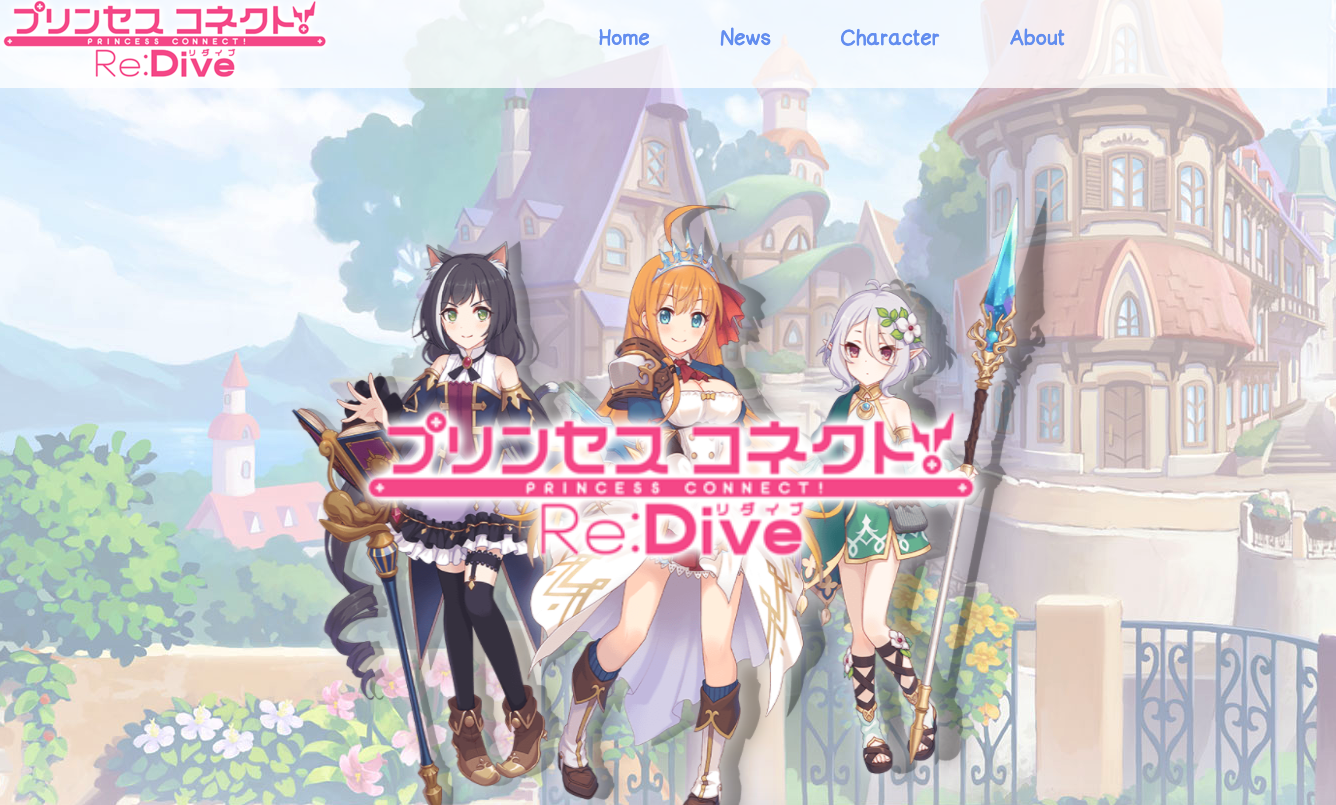 プリンセス コネクト!
PRINCESS CONNECT!
リダイブ
Re:Dive
Home
News
Character
About
プリンセス コネクト!
PRINCESS CONNECT!
リダイブ
Re:Dive